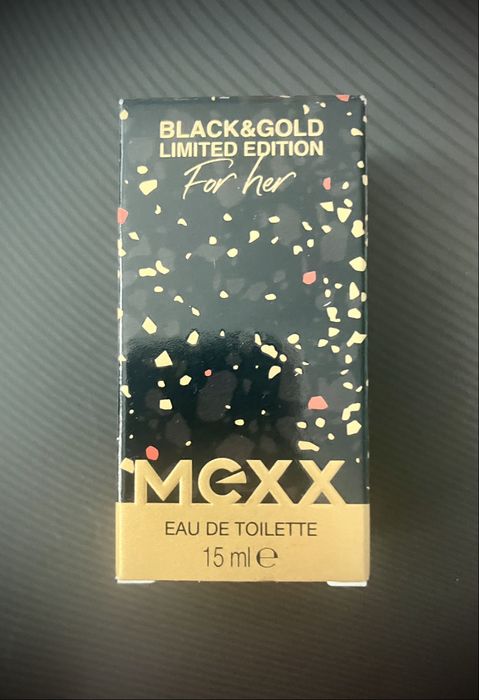 BLACK&GOLD
LIMITED EDITION
For her
MEXX
EAU DE TOILETTE
15 ml ℮